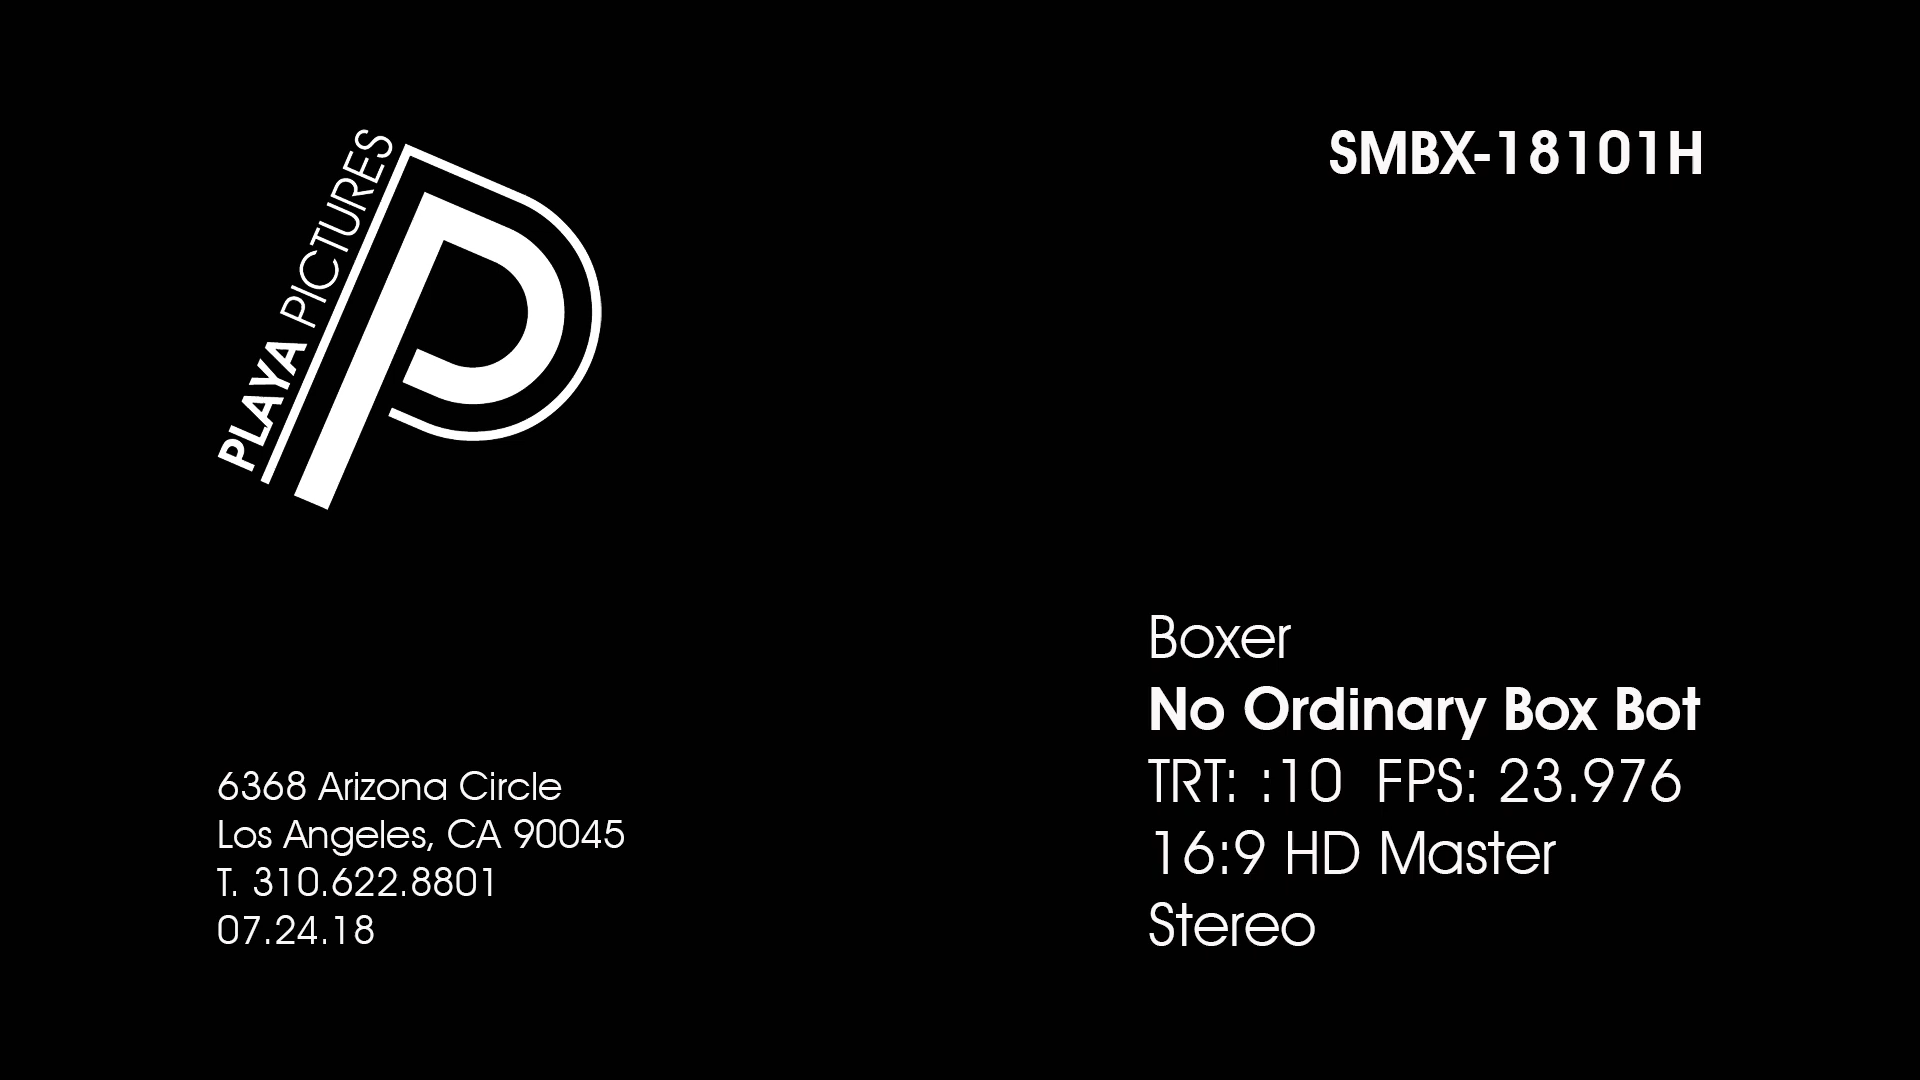 PLAYA PICTURES
SMBX-18101H
Boxer
No Ordinary Box Bot
TRT: :10  FPS: 23.976
16:9 HD Master
Stereo
6368 Arizona Circle
Los Angeles, CA 90045
T. 310.622.8801
07.24.18